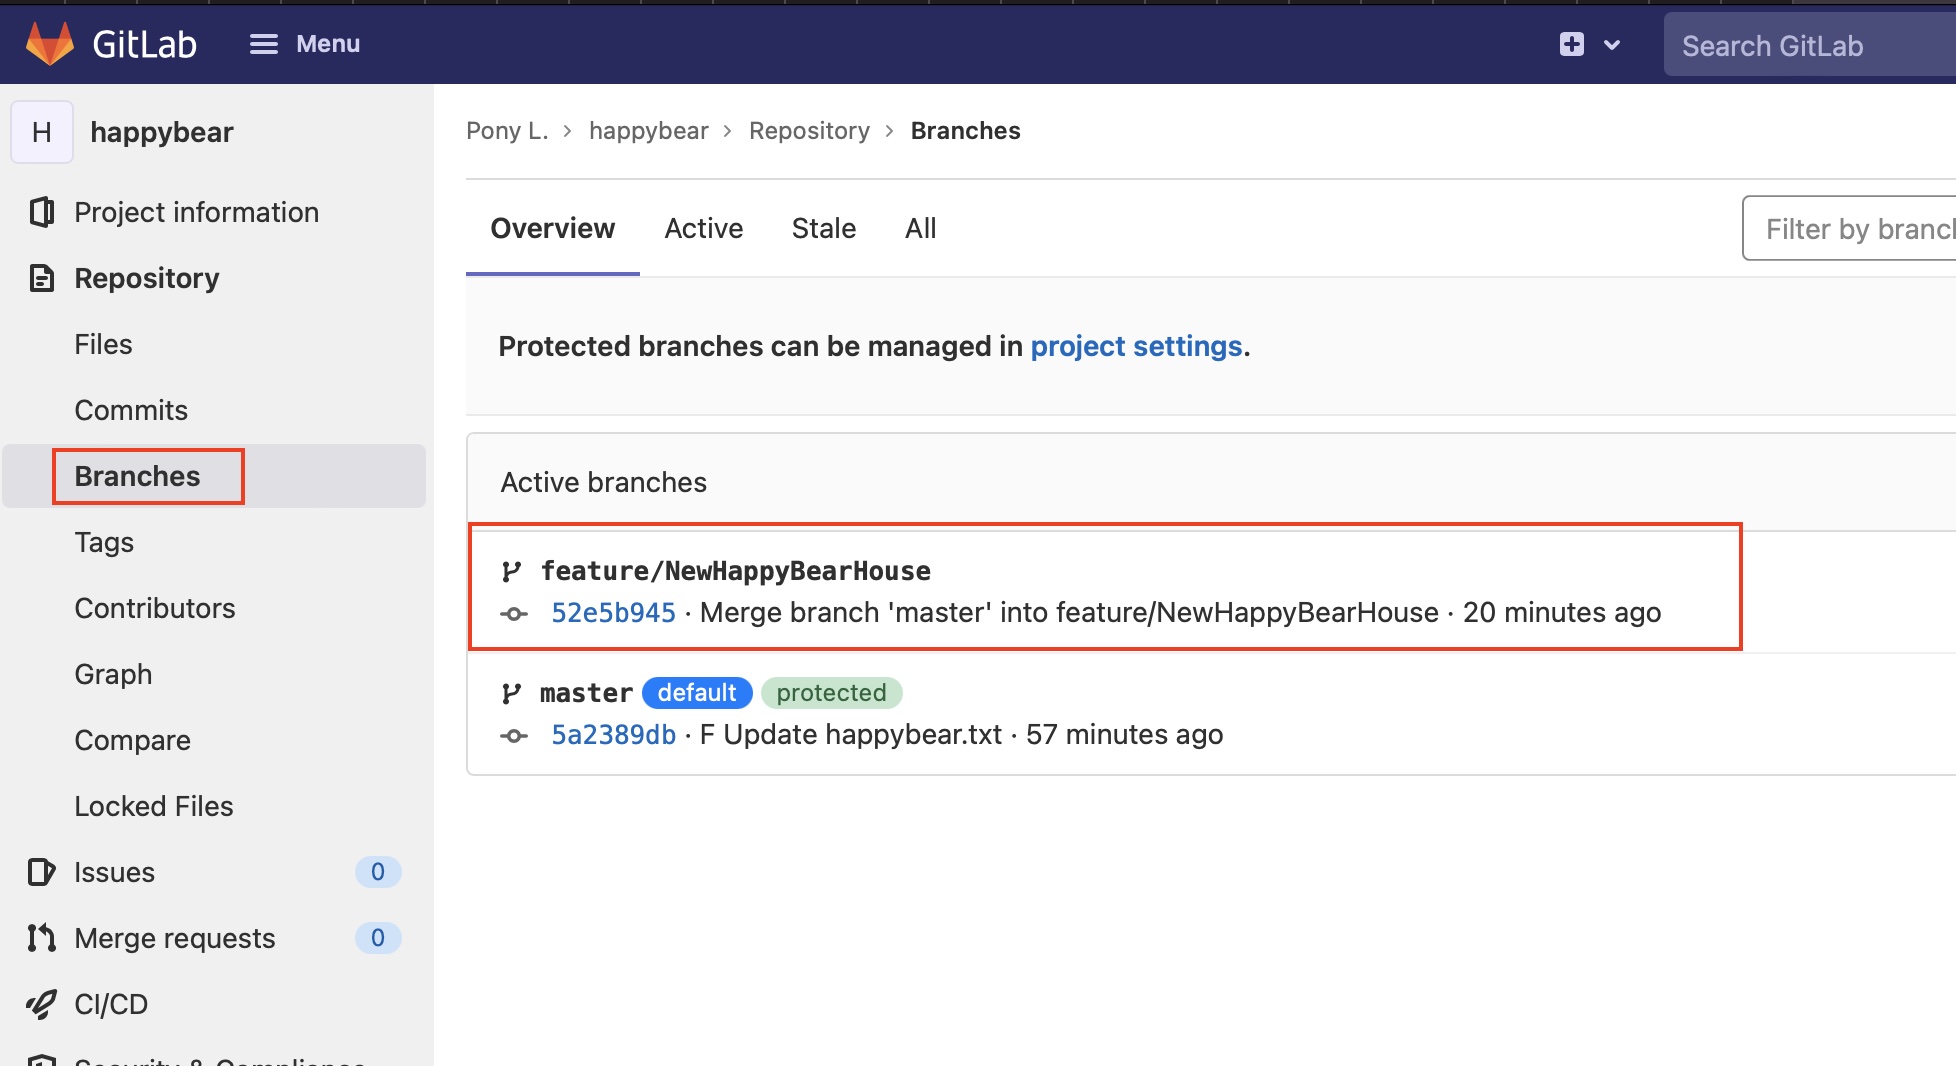 GitLab
Menu
Search GitLab
H
happybear
Project information
Repository
Files
Commits
Branches
Tags
Contributors
Graph
Compare
Locked Files
Issues 0
Merge requests 0
CI/CD
Security & Compliance
Pony L. > happybear > Repository > Branches
Overview Active Stale All
Filter by branch
Protected branches can be managed in project settings.
Active branches
feature/NewHappyBearHouse
52e5b945 · Merge branch 'master' into feature/NewHappyBearHouse · 20 minutes ago
master default protected
5a2389db · F Update happybear.txt · 57 minutes ago